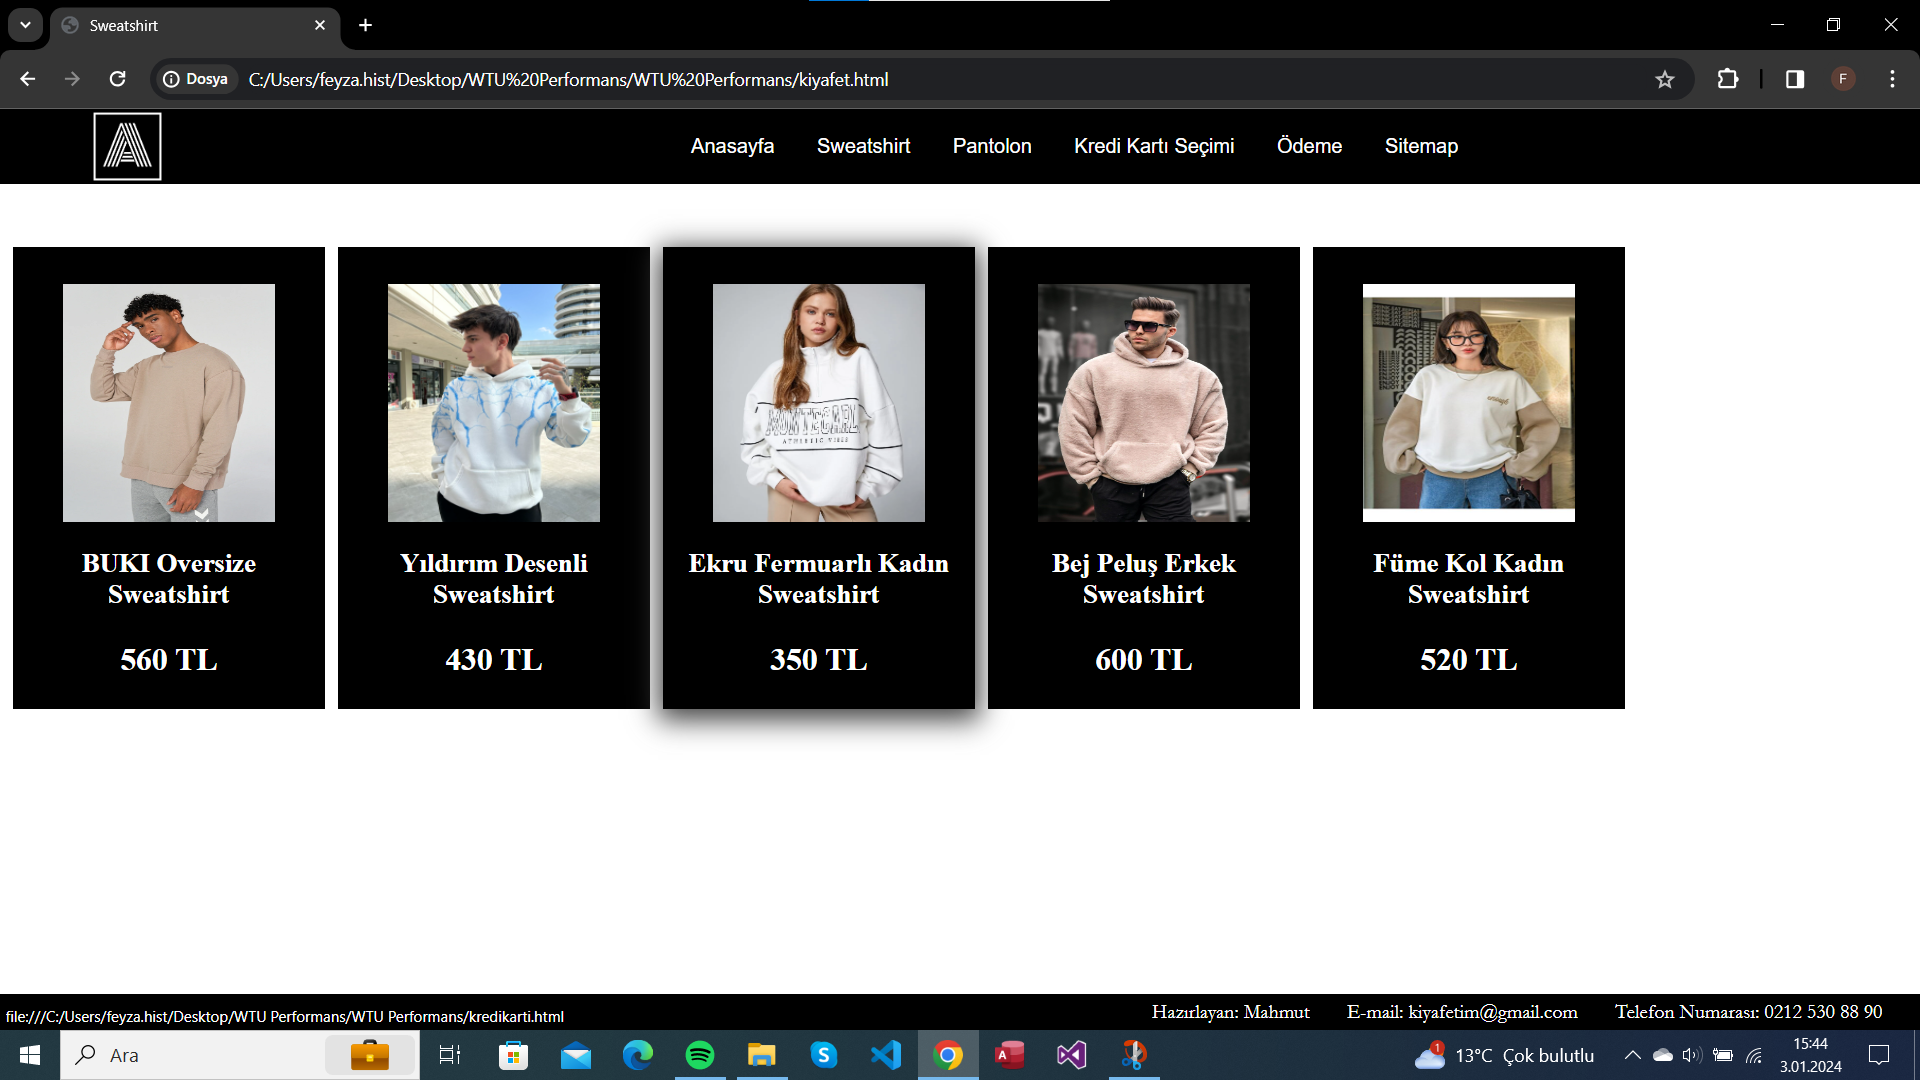 Sweatshirt
Dosya
C:/Users/feyza.hist/Desktop/WTU%20Performans/WTU%20Performans/kiyafet.html
F
A
Anasayfa
Sweatshirt
Pantolon
Kredi Kartı Seçimi
Ödeme
Sitemap
MONTEGARL
ATHLETIC VIBES
BUKI Oversize
Sweatshirt
560 TL
Yıldırım Desenli
Sweatshirt
430 TL
Ekru Fermuarlı Kadın
Sweatshirt
350 TL
Bej Peluş Erkek
Sweatshirt
600 TL
Füme Kol Kadın
Sweatshirt
520 TL
Hazırlayan: Mahmut
E-mail: kiyafetim@gmail.com
Telefon Numarası: 0212 530 88 90
file:///C:/Users/feyza.hist/Desktop/WTU Performans/WTU Performans/kredikarti.html
Ara
S
A
1
13°C Çok bulutlu
15:44
3.01.2024